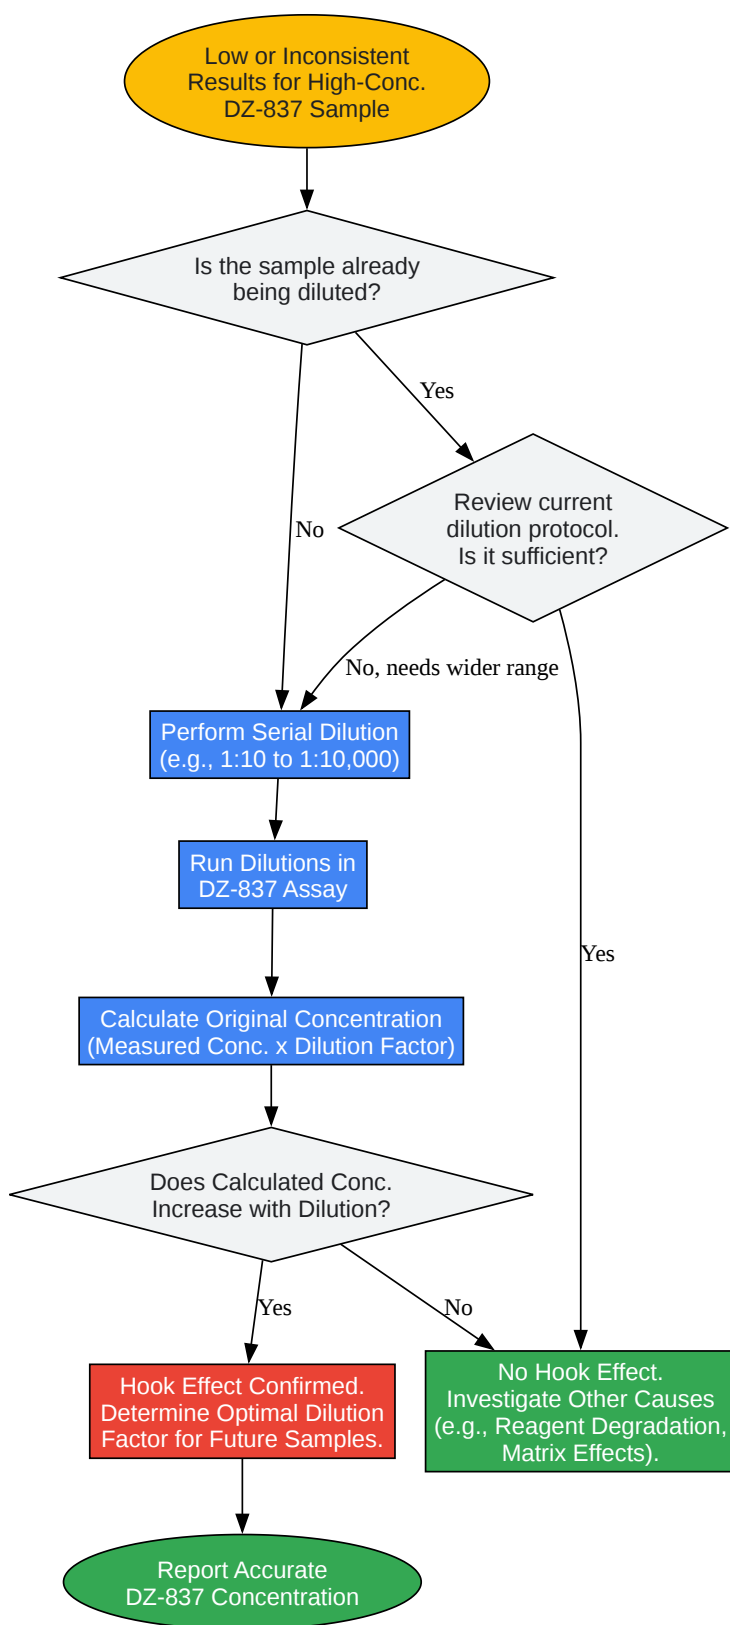 Low or Inconsistent
Results for High-Conc.
DZ-837 Sample
Is the sample already
being diluted?
Yes
Review current
dilution protocol.
Is it sufficient?
No
No, needs wider range
Perform Serial Dilution
(e.g., 1:10 to 1:10,000)
Run Dilutions in
DZ-837 Assay
Yes
Calculate Original Concentration
(Measured Conc. x Dilution Factor)
Does Calculated Conc.
Increase with Dilution?
Yes
No
Hook Effect Confirmed.
Determine Optimal Dilution
Factor for Future Samples.
No Hook Effect.
Investigate Other Causes
(e.g., Reagent Degradation,
Matrix Effects).
Report Accurate
DZ-837 Concentration